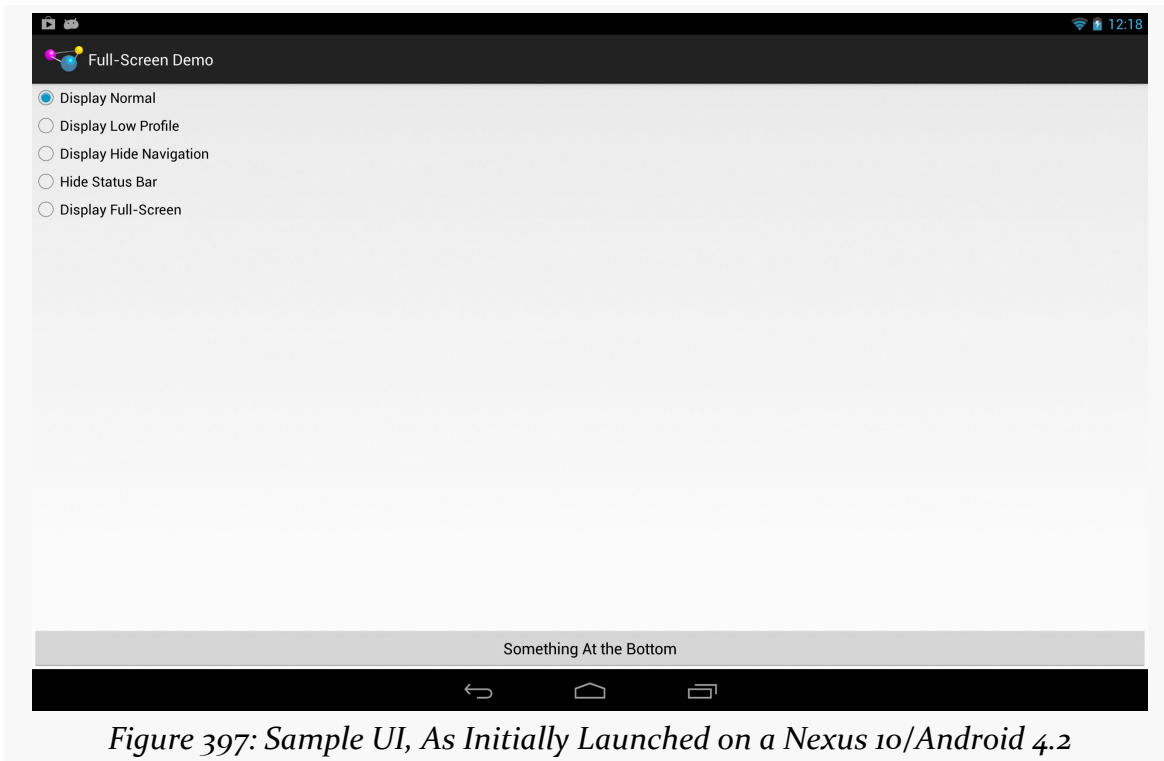 12:18
Full-Screen Demo
Display Normal
Display Low Profile
Display Hide Navigation
Hide Status Bar
Display Full-Screen
Something At the Bottom
Figure 397: Sample UI, As Initially Launched on a Nexus 10/Android 4.2